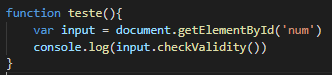 function teste(){
    var input = document.getElementById('num')
    console.log(input.checkValidity())
}